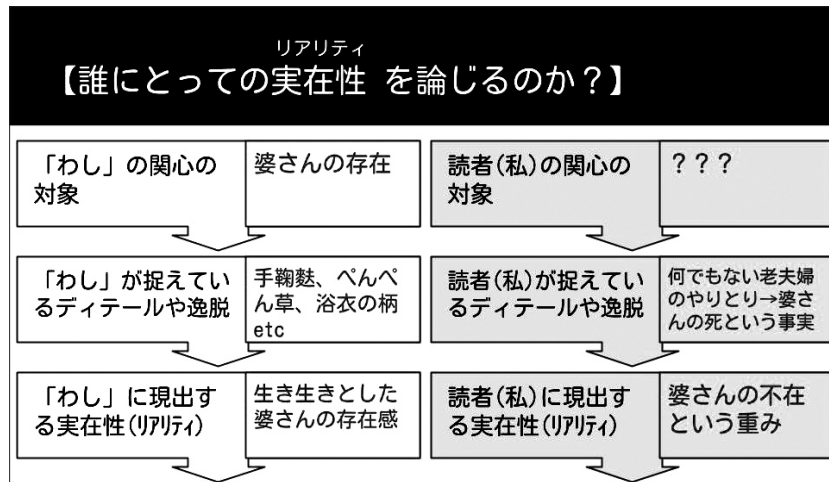 リアリティ
【誰にとっての実在性 を論じるのか？】
「わし」の関心の
対象
婆さんの存在
読者(私)の関心の
対象
？？？
「わし」が捉えてい
るディテールや逸脱
手鞠麩、ぺんぺ
ん草、浴衣の柄
etc
読者(私)が捉えてい
るディテールや逸脱
何でもない老夫婦
のやりとり→婆さ
んの死という事実
「わし」に現出す
る実在性(ﾘｱﾘﾃｨ)
生き生きとした
婆さんの存在感
読者(私)に現出す
る実在性(ﾘｱﾘﾃｨ)
婆さんの不在
という重み